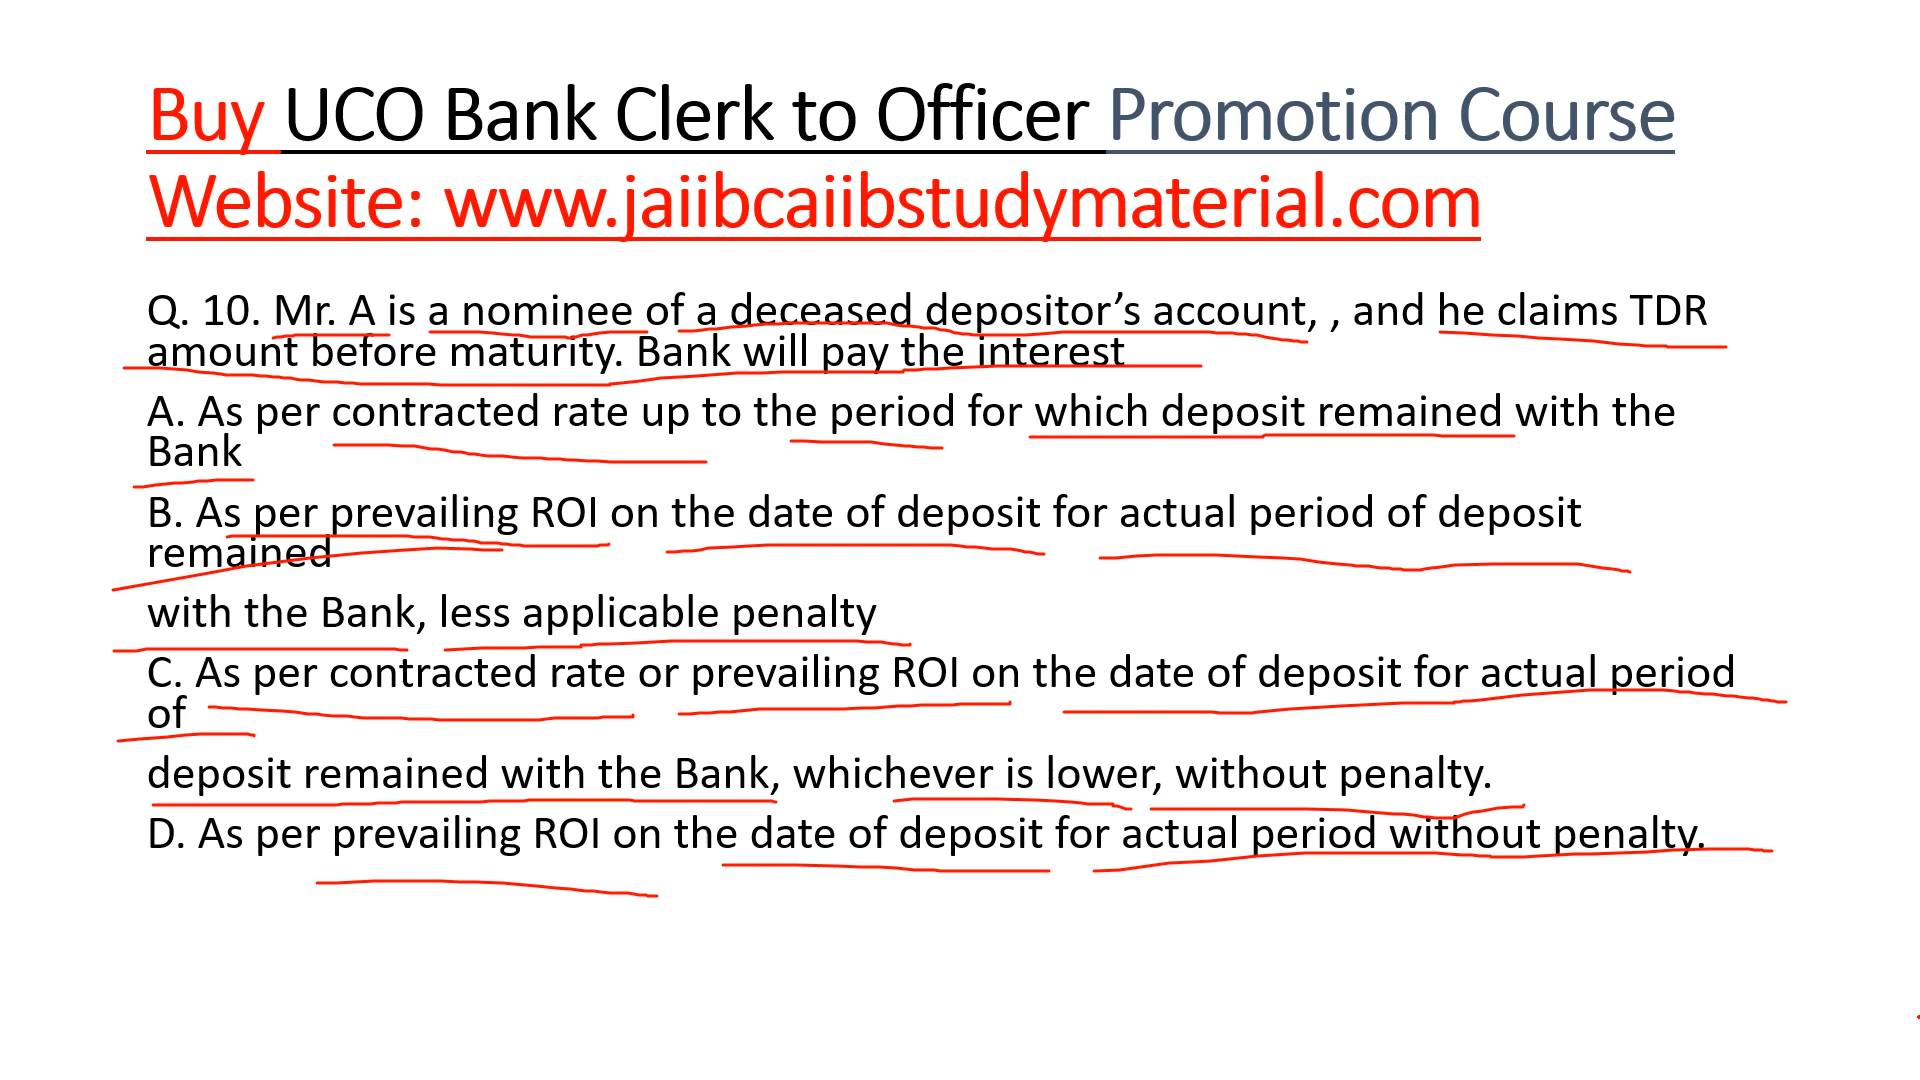 Buy UCO Bank Clerk to Officer Promotion Course
Website: www.jaiibcaiibstudymaterial.com
Q. 10. Mr. A is a nominee of a deceased depositor’s account, , and he claims TDR
amount before maturity. Bank will pay the interest
A. As per contracted rate up to the period for which deposit remained with the
Bank
B. As per prevailing ROI on the date of deposit for actual period of deposit
remained
with the Bank, less applicable penalty
C. As per contracted rate or prevailing ROI on the date of deposit for actual period
of
deposit remained with the Bank, whichever is lower, without penalty.
D. As per prevailing ROI on the date of deposit for actual period without penalty.